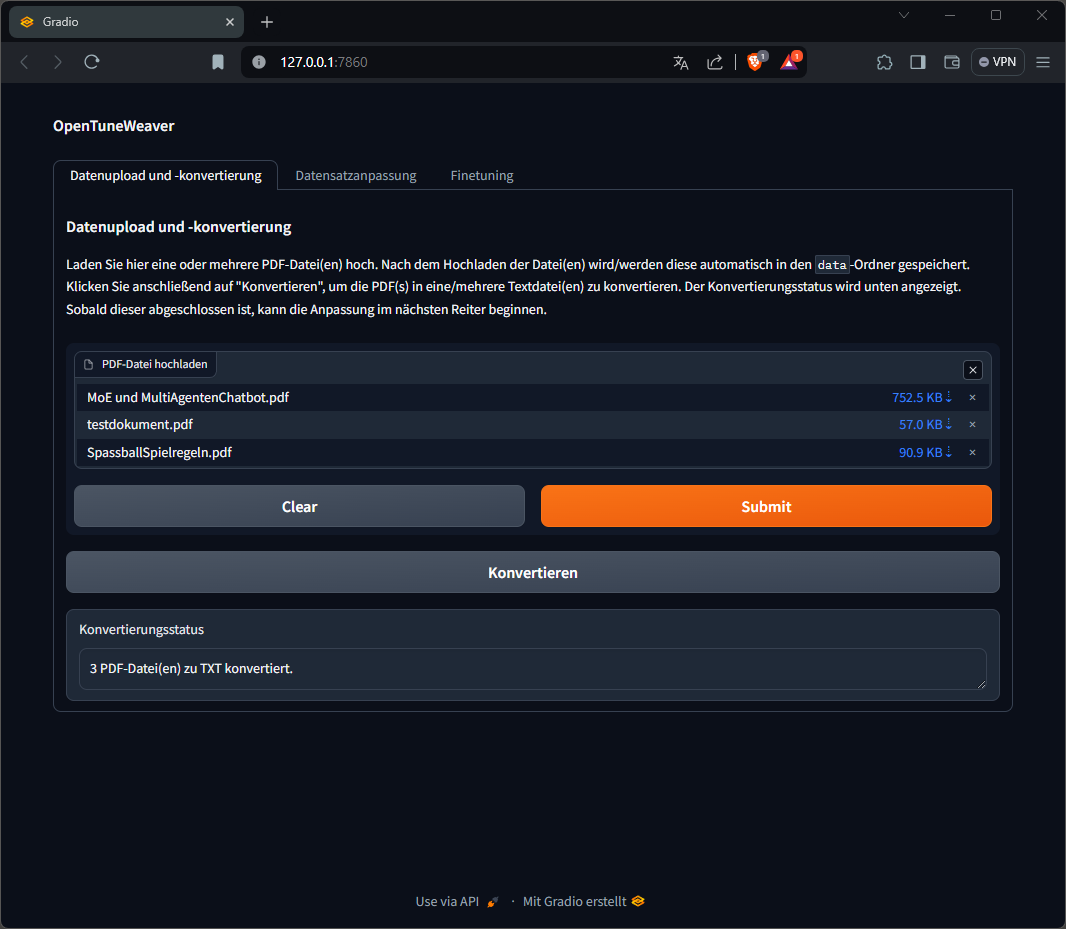 Gradio
127.0.0.1:7860
1
1
VPN
OpenTuneWeaver
Datenupload und -konvertierung
Datensatzanpassung
Finetuning
Datenupload und -konvertierung
Laden Sie hier eine oder mehrere PDF-Datei(en) hoch. Nach dem Hochladen der Datei(en) wird/werden diese automatisch in den data-Ordner gespeichert.
Klicken Sie anschließend auf "Konvertieren", um die PDF(s) in eine/mehrere Textdatei(en) zu konvertieren. Der Konvertierungsstatus wird unten angezeigt.
Sobald dieser abgeschlossen ist, kann die Anpassung im nächsten Reiter beginnen.
PDF-Datei hochladen
MoE und MultiAgentenChatbot.pdf 752.5 KB⇣ ×
testdokument.pdf 57.0 KB⇣ ×
SpassballSpielregeln.pdf 90.9 KB⇣ ×
Clear
Submit
Konvertieren
Konvertierungsstatus
3 PDF-Datei(en) zu TXT konvertiert.
Use via API · Mit Gradio erstellt